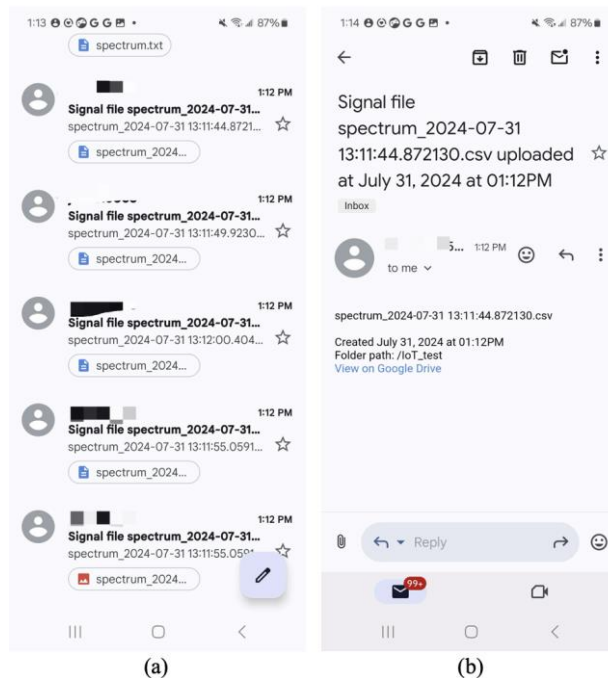 1:13 G G 87%
spectrum.txt
1:12 PM
Signal file spectrum_2024-07-31...
spectrum_2024-07-31 13:11:44.8721...
spectrum_2024...
1:12 PM
Signal file spectrum_2024-07-31...
spectrum_2024-07-31 13:11:49.9230...
spectrum_2024...
1:12 PM
Signal file spectrum_2024-07-31...
spectrum_2024-07-31 13:12:00.404...
spectrum_2024...
1:12 PM
Signal file spectrum_2024-07-31...
spectrum_2024-07-31 13:11:55.0591...
spectrum_2024...
1:12 PM
Signal file spectrum_2024-07-31...
spectrum_2024-07-31 13:11:55.0591
spectrum_2024...
(a)
1:14 G G 87%
Signal file
spectrum_2024-07-31
13:11:44.872130.csv uploaded
at July 31, 2024 at 01:12PM
Inbox
5... 1:12 PM
to me
spectrum_2024-07-31 13:11:44.872130.csv
Created July 31, 2024 at 01:12PM
Folder path: /IoT_test
View on Google Drive
Reply
99+
(b)